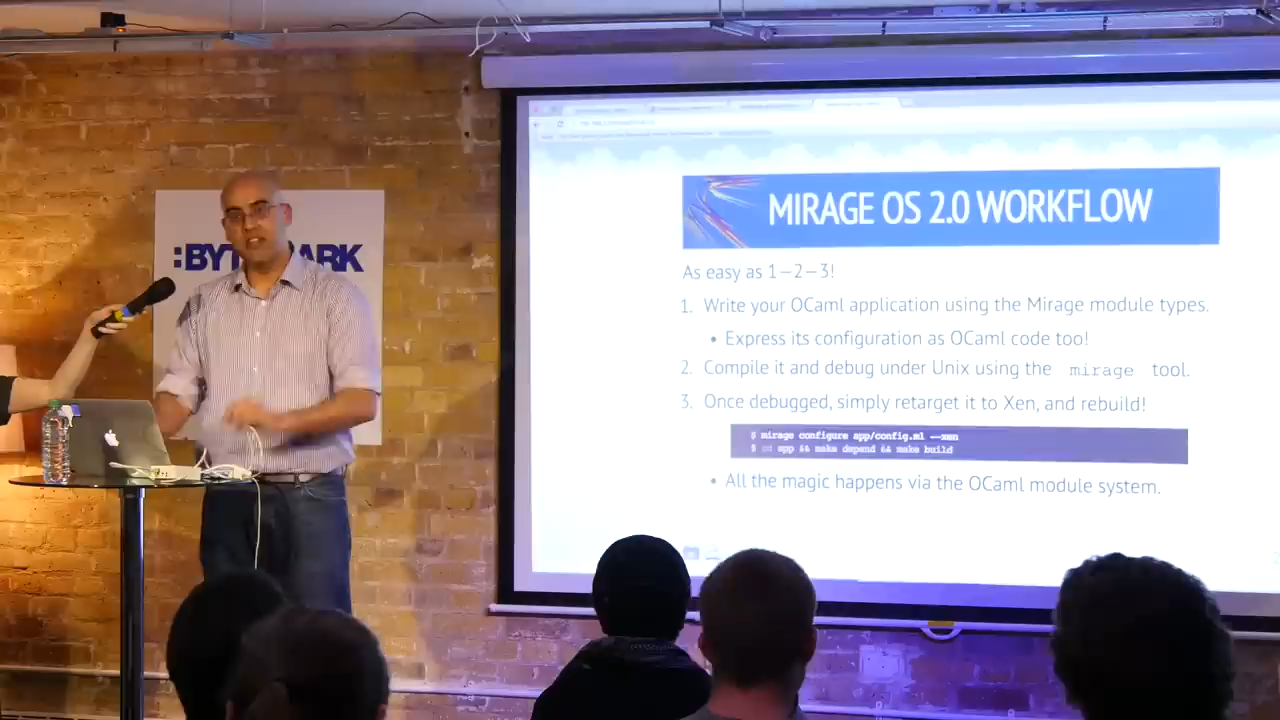 :BYT ARK
MIRAGE OS 2.0 WORKFLOW
As easy as 1—2—3!
1. Write your OCaml application using the Mirage module types.
• Express its configuration as OCaml code too!
2. Compile it and debug under Unix using the mirage tool.
3. Once debugged, simply retarget it to Xen, and rebuild!
$ mirage configure app/config.ml --xen
$ cd app && make depend && make build
• All the magic happens via the OCaml module system.